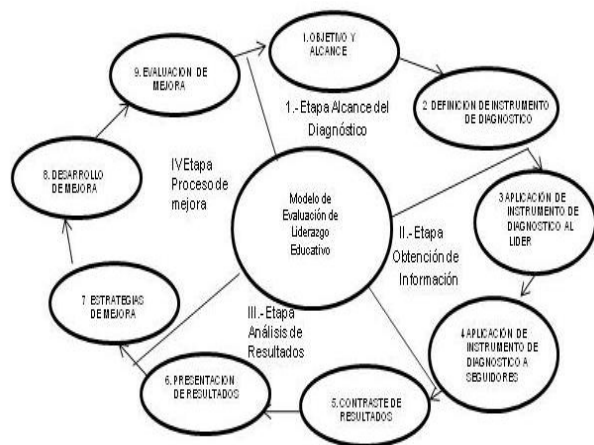 1. OBJETIVO Y
ALCANCE
2 DEFINICION DE INSTRUMENTO
DE DIAGNOSTICO
3 APLICACIÓN DE
INSTRUMENTO DE
DIAGNOSTICO AL
LIDER
4 APLICACIÓN DE
INSTRUMENTO DE
DIAGNOSTICO A
SEGUIDORES
5. CONTRASTE DE
RESULTADOS
6. PRESENTACION
DE RESULTADOS
7 ESTRATEGIAS
DE MEJORA
8. DESARROLLO
DE MEJORA
9. EVALUACION DE
MEJORA
1.- Etapa Alcance del
Diagnóstico
II.- Etapa
Obtención de
Información
III.- Etapa
Análisis de
Resultados
IV Etapa
Proceso de
mejora
Modelo de
Evaluación de
Liderazgo
Educativo